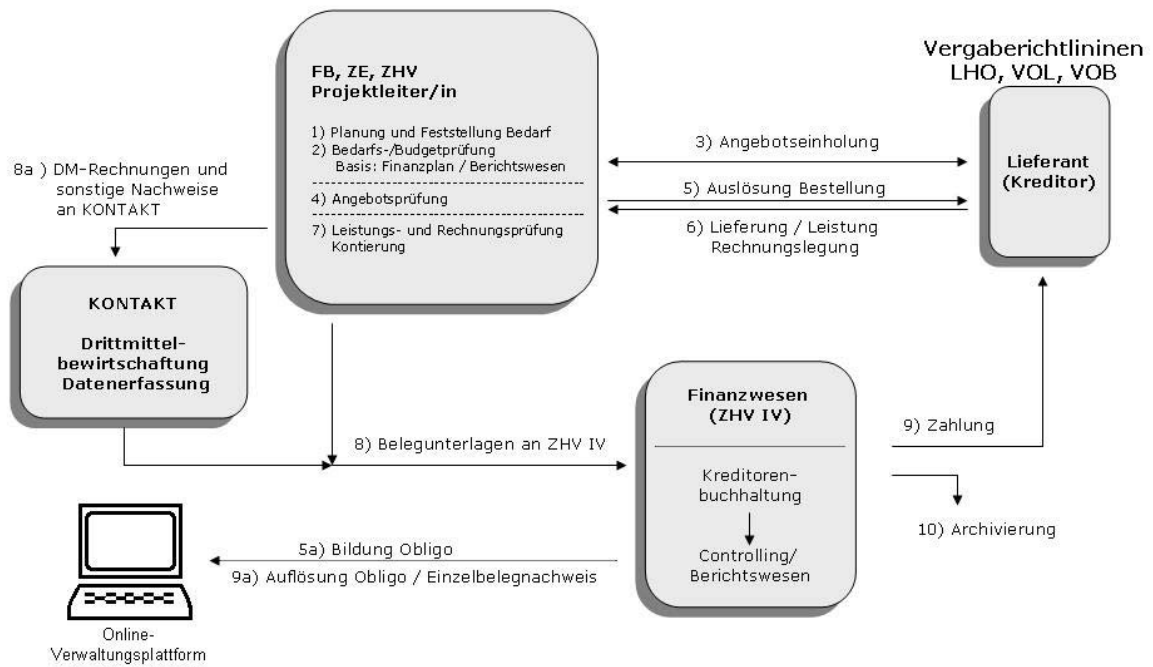 Vergaberichtlininen
LHO, VOL, VOB
FB, ZE, ZHV
Projektleiter/in
1) Planung und Feststellung Bedarf
2) Bedarfs-/Budgetprüfung
Basis: Finanzplan / Berichtswesen
4) Angebotsprüfung
7) Leistungs- und Rechnungsprüfung
Kontierung
3) Angebotseinholung
5) Auslösung Bestellung
6) Lieferung / Leistung
Rechnungslegung
Lieferant
(Kreditor)
8a ) DM-Rechnungen und
sonstige Nachweise
an KONTAKT
KONTAKT
Drittmittel-
bewirtschaftung
Datenerfassung
8) Belegunterlagen an ZHV IV
Finanzwesen
(ZHV IV)
Kreditoren-
buchhaltung
Controlling/
Berichtswesen
9) Zahlung
10) Archivierung
5a) Bildung Obligo
9a) Auflösung Obligo / Einzelbelegnachweis
Online-
Verwaltungsplattform